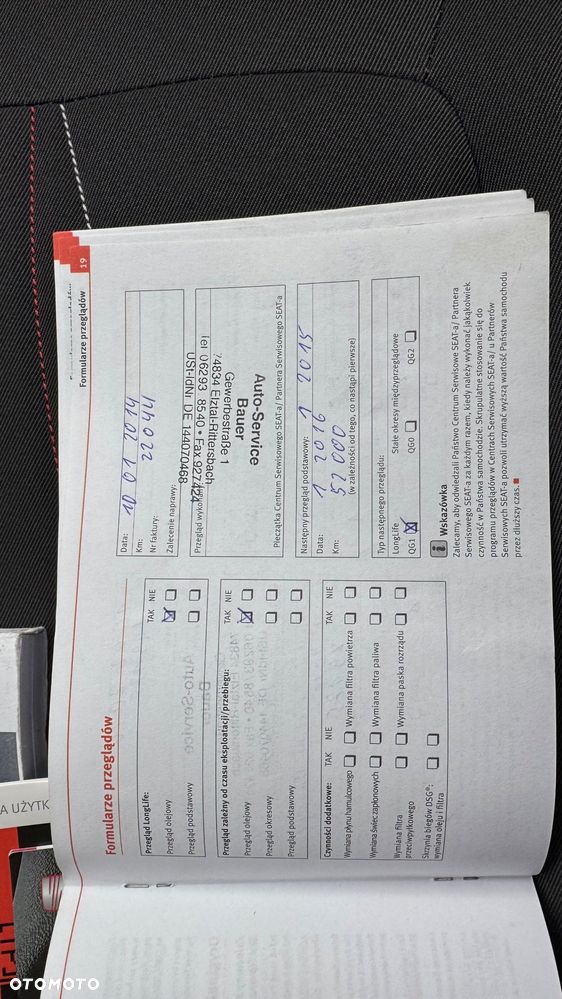 Formularze przeglądów
19
Formularze przeglądów
Przegląd LongLife:
TAK NIE
Przegląd olejowy
Przegląd podstawowy
Przegląd zależny od czasu eksploatacji/przebiegu:
TAK NIE
Przegląd olejowy
Przegląd okresowy
Przegląd podstawowy
Czynności dodatkowe:
TAK NIE
TAK NIE
Wymiana płynu hamulcowego
Wymiana filtra powietrza
Wymiana świec zapłonowych
Wymiana filtra paliwa
Wymiana filtra
przeciwpyłkowego
Wymiana paska rozrządu
Skrzynia biegów DSG®:
wymiana oleju i filtra
Data: 10 01 2014
Km: 22044
Nr faktury:
Zalecenie naprawy:
Przegląd wykonał
USt-IdNr. DE 144070468
Tel 06293 8540 • Fax 927424
74834 Elztal-Rittersbach
Gewerbestraße 1
Bauer
Auto-Service
Pieczątka Centrum Serwisowego SEAT-a/ Partnera Serwisowego SEAT-a
Następny przegląd podstawowy: 1 2015
Data: 1 2016
Km: 52 000
(w zależności od tego, co nastąpi pierwsze)
Typ następnego przeglądu:
LongLife
Stałe okresy międzyprzeglądowe
QG1
QG0
QG2
Wskazówka
Zalecamy, aby odwiedzali Państwo Centrum Serwisowe SEAT-a/ Partnera
Serwisowego SEAT-a za każdym razem, kiedy należy wykonać jakąkolwiek
czynność w Państwa samochodzie. Skrupulatne stosowanie się do
programu przeglądów w Centrach Serwisowych SEAT-a/ u Partnerów
Serwisowych SEAT-a pozwoli utrzymać wyższą wartość Państwa samochodu
przez dłuższy czas.
A UŻYTK
OTOMOTO